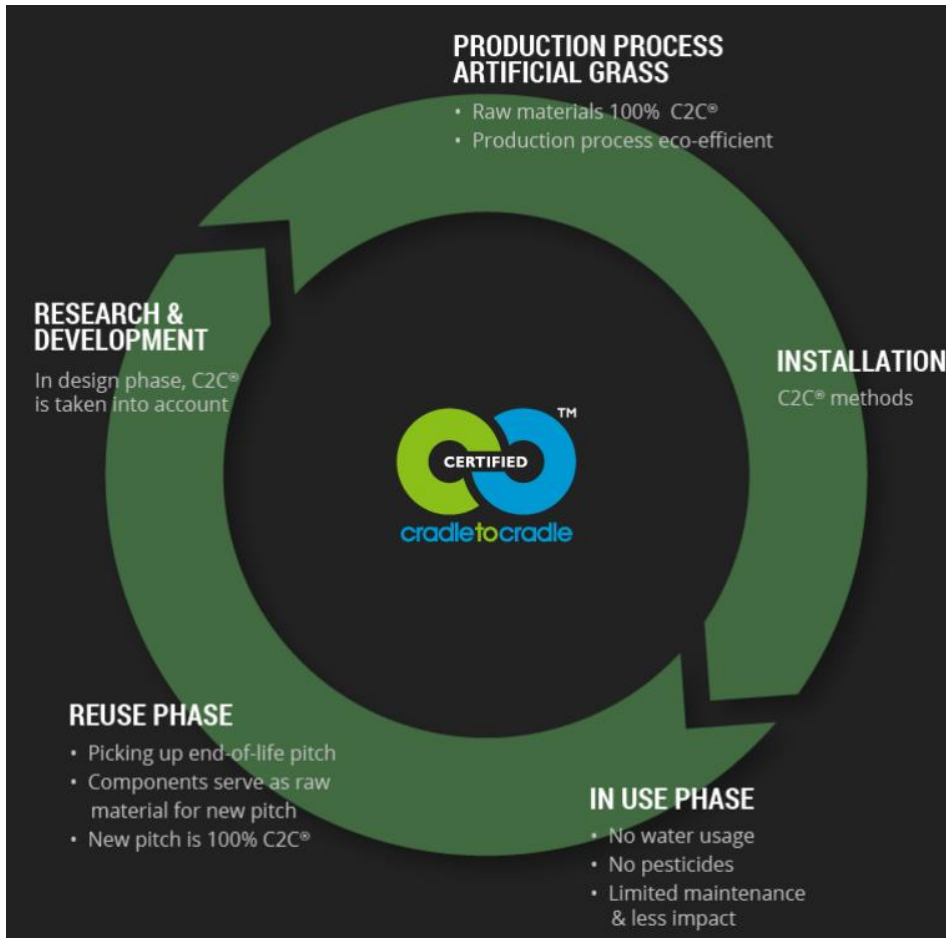 PRODUCTION PROCESS
ARTIFICIAL GRASS
• Raw materials 100% C2C®
• Production process eco-efficient
RESEARCH &
DEVELOPMENT
In design phase, C2C®
is taken into account
INSTALLATION
C2C® methods
TM
CERTIFIED
cradletocradle
REUSE PHASE
• Picking up end-of-life pitch
• Components serve as raw
material for new pitch
• New pitch is 100% C2C®
IN USE PHASE
• No water usage
• No pesticides
• Limited maintenance
& less impact